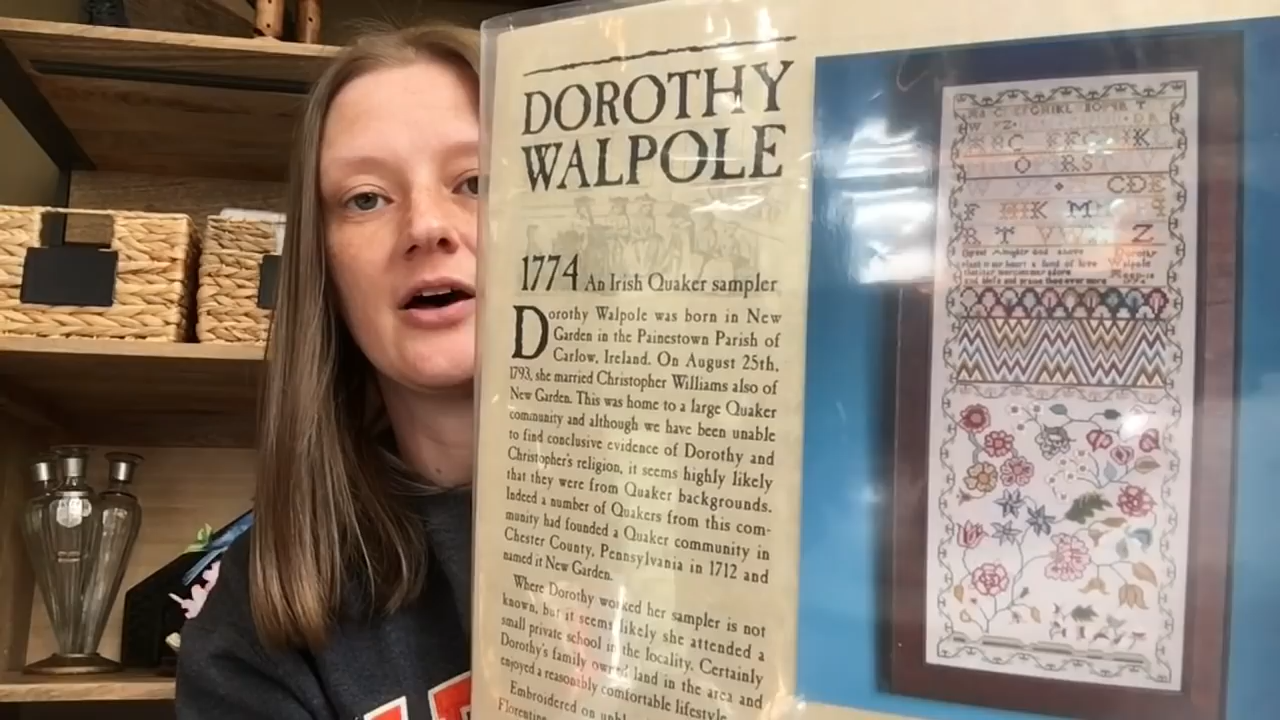 DOROTHY
WALPOLE
1774 An Irish Quaker sampler
Dorothy Walpole was born in New
Garden in the Painestown Parish of
Carlow, Ireland. On August 25th,
1793, she married Christopher Williams also of
New Garden. This was home to a large Quaker
community and although we have been unable
to find conclusive evidence of Dorothy and
Christopher's religion, it seems highly likely
that they were from Quaker backgrounds.
Indeed a number of Quakers from this com-
munity had founded a Quaker community in
Chester County, Pennsylvania in 1712 and
named it New Garden.
Where Dorothy worked her sampler is not
known, but it seems likely she attended a
small private school in the locality. Certainly
Dorothy's family owned land in the area and
enjoyed a reasonably comfortable lifestyle.
Embroidered on
Florentine
CDE
Z
Dorothy
Walpole